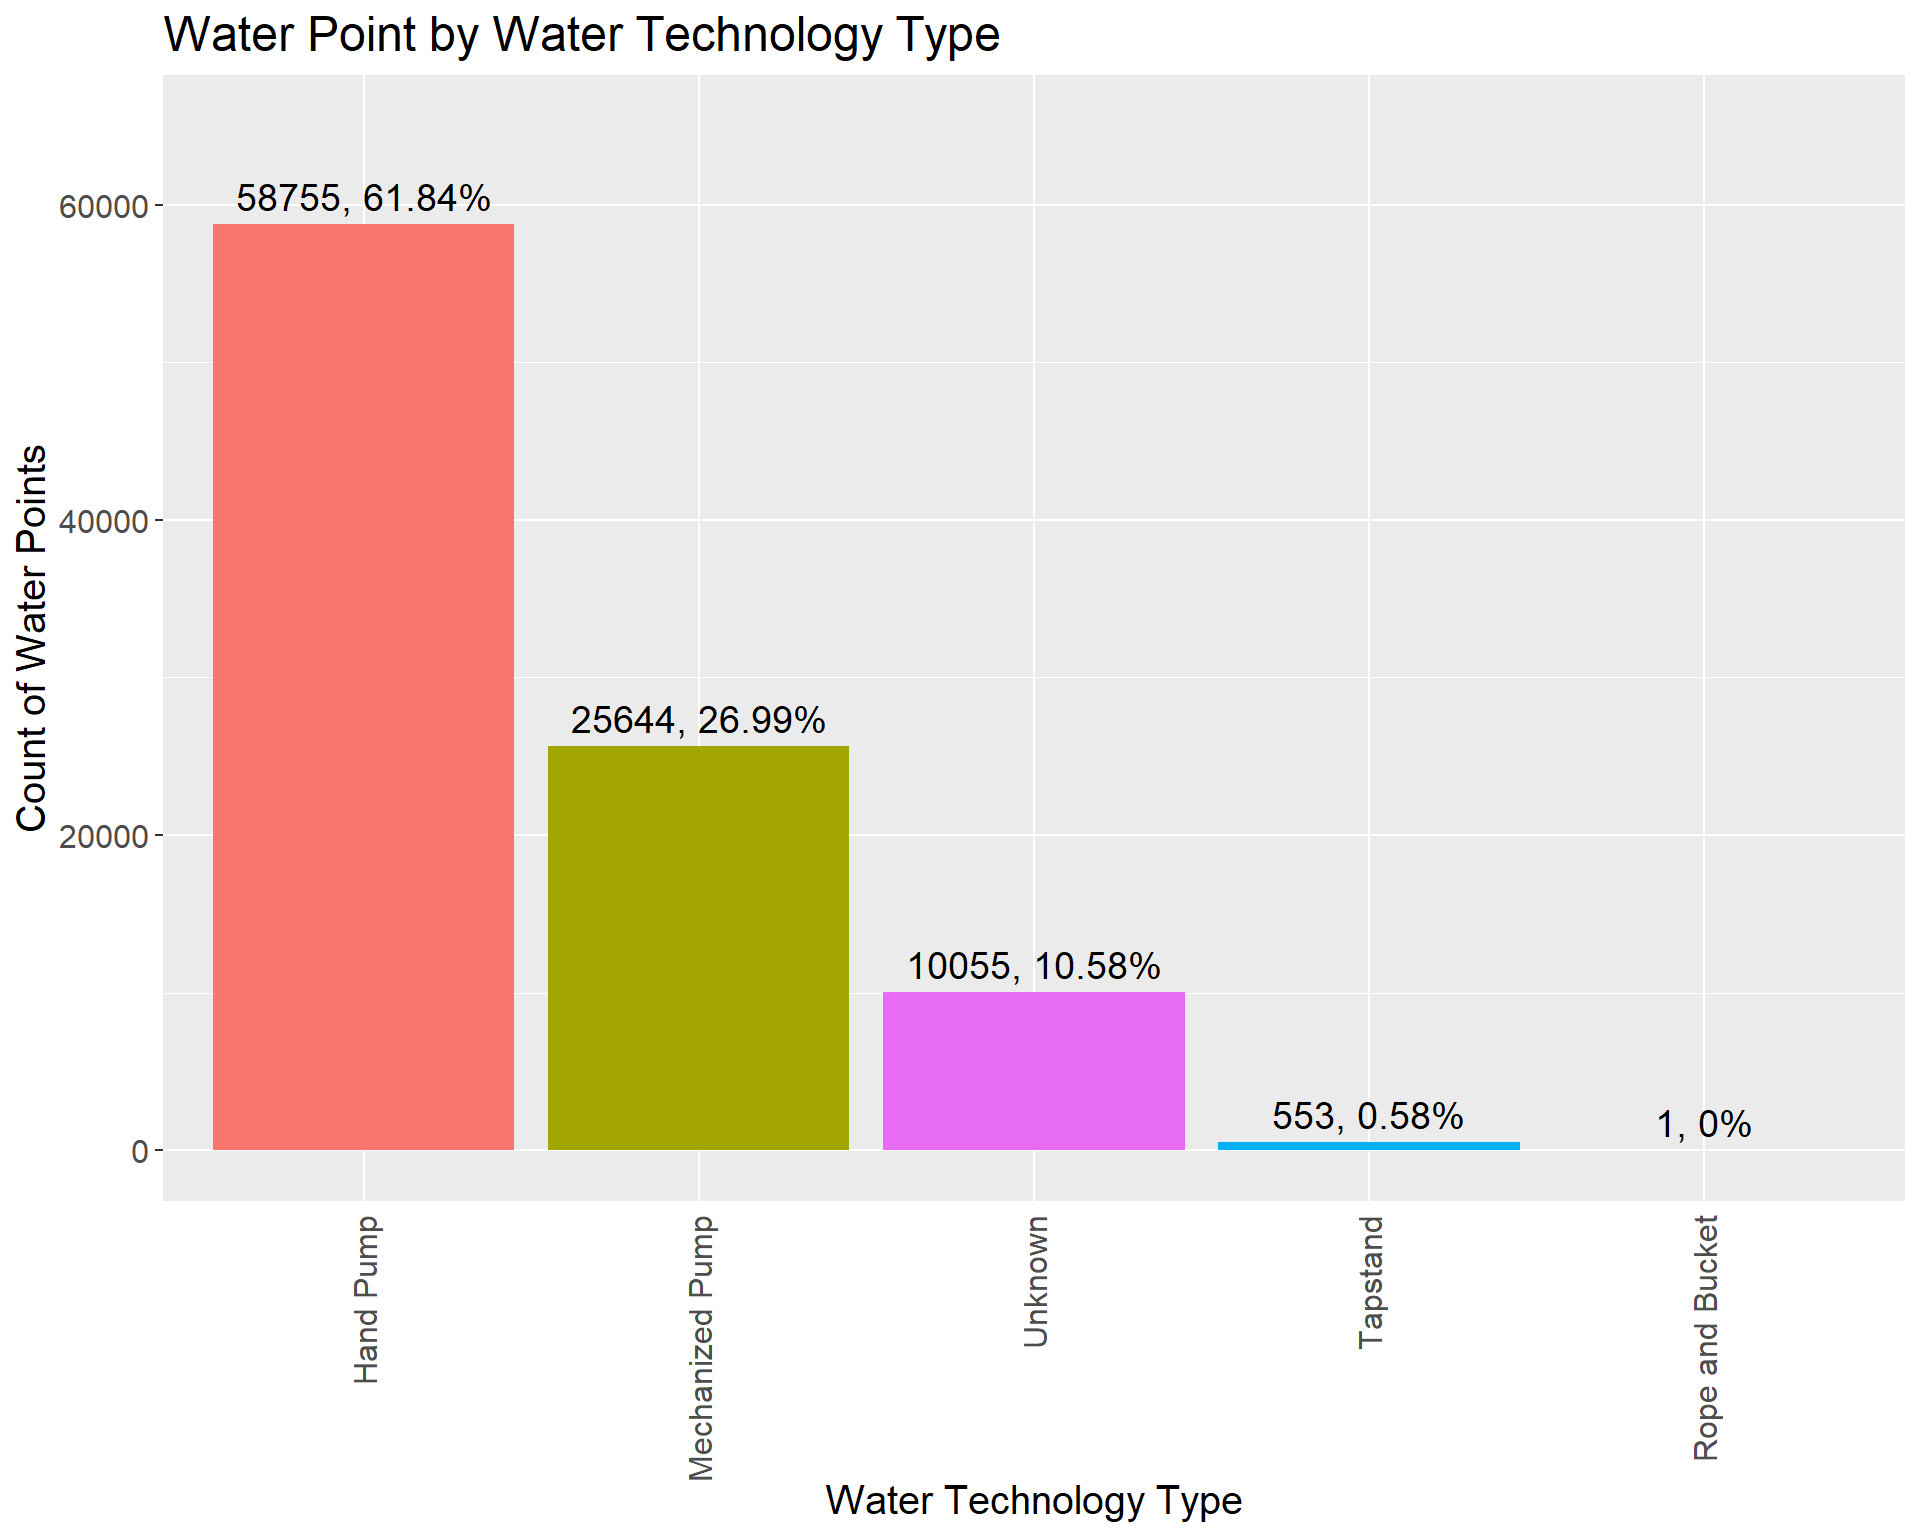 Water Point by Water Technology Type
Count of Water Points
60000
40000
20000
0
58755, 61.84%
25644, 26.99%
10055, 10.58%
553, 0.58%
1, 0%
Hand Pump
Mechanized Pump
Unknown
Tapstand
Rope and Bucket
Water Technology Type